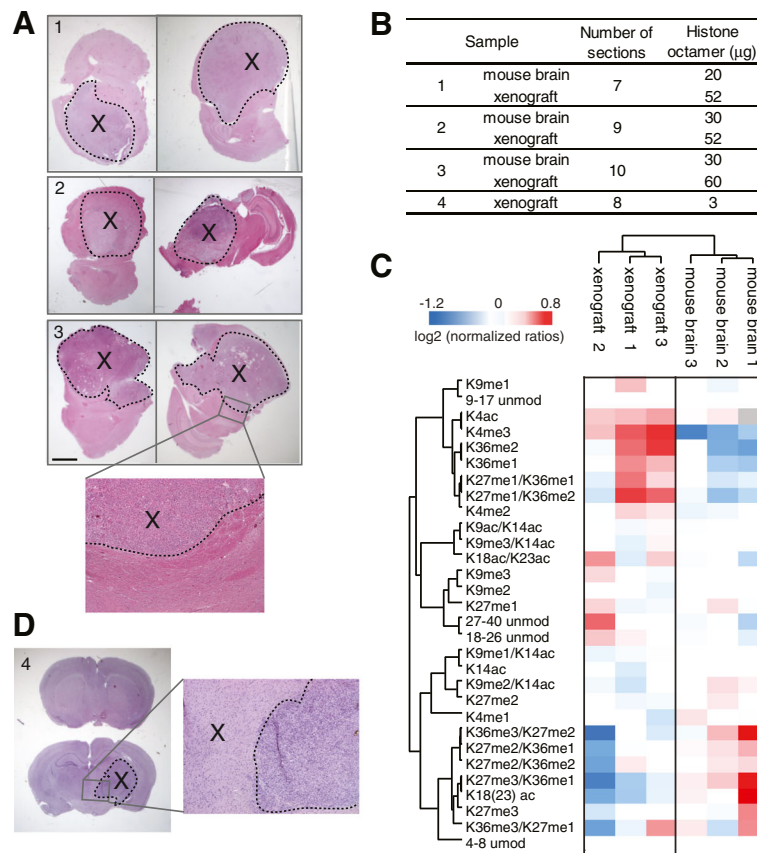 A
1
X
X
2
X
X
3
X
X
X
B
Sample Number of sections Histone octamer (µg)
1 mouse brain 7 20
xenograft 52
2 mouse brain 9 30
xenograft 52
3 mouse brain 10 30
xenograft 60
4 xenograft 8 3
C
-1.2 0 0.8
log2 (normalized ratios)
xenograft 2
xenograft 1
xenograft 3
mouse brain 3
mouse brain 2
mouse brain 1
K9me1
9-17 unmod
K4ac
K4me3
K36me2
K36me1
K27me1/K36me1
K27me1/K36me2
K4me2
K9ac/K14ac
K9me3/K14ac
K18ac/K23ac
K9me3
K9me2
K27me1
27-40 unmod
18-26 unmod
K9me1/K14ac
K14ac
K9me2/K14ac
K27me2
K4me1
K36me3/K27me2
K27me2/K36me1
K27me2/K36me2
K27me3/K36me1
K18(23) ac
K27me3
K36me3/K27me1
4-8 umod
D
4
X
X